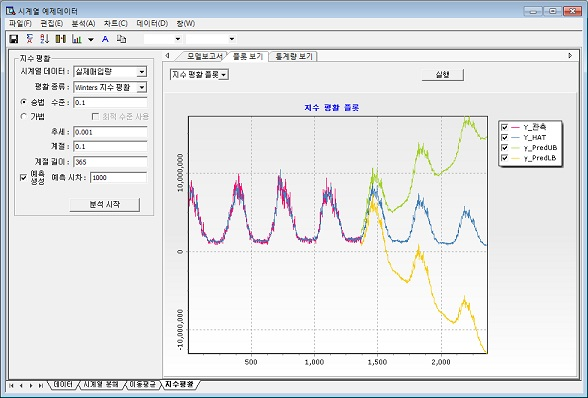 시계열 예제데이터
파일(F) 편집(E) 분석(A) 차트(C) 데이터(D) 창(W)
모델보고서 플롯 보기 통계량 보기
지수 평활
시계열 데이터 : 실제매입량
평활 종류 : Winters 지수 평활
승법 수준 : 0.1
가법 최적 수준 사용
추세 : 0.001
계절 : 0.1
계절 길이 : 365
예측 생성 예측 시차 : 1000
분석 시작
지수 평활 플롯
실행
지수 평활 플롯
Y_관측
Y_HAT
Y_PredUB
Y_PredLB
10,000,000
0
-10,000,000
500 1,000 1,500 2,000
데이터 시계열 분해 이동평균 지수평활